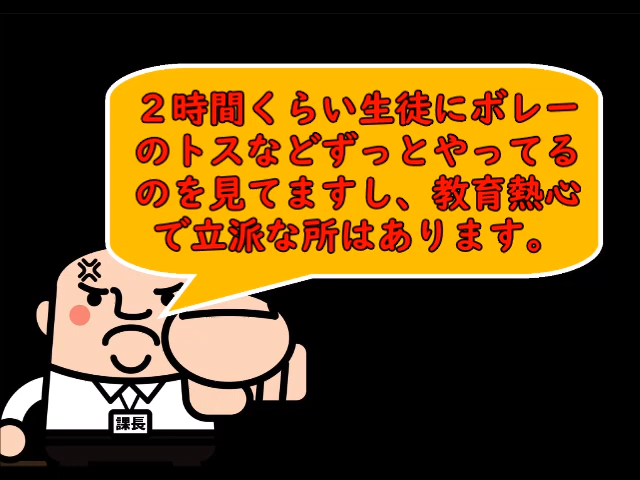 ２時間くらい生徒にボレー
のトスなどずっとやってる
のを見てますし、教育熱心
で立派な所はあります。
課長